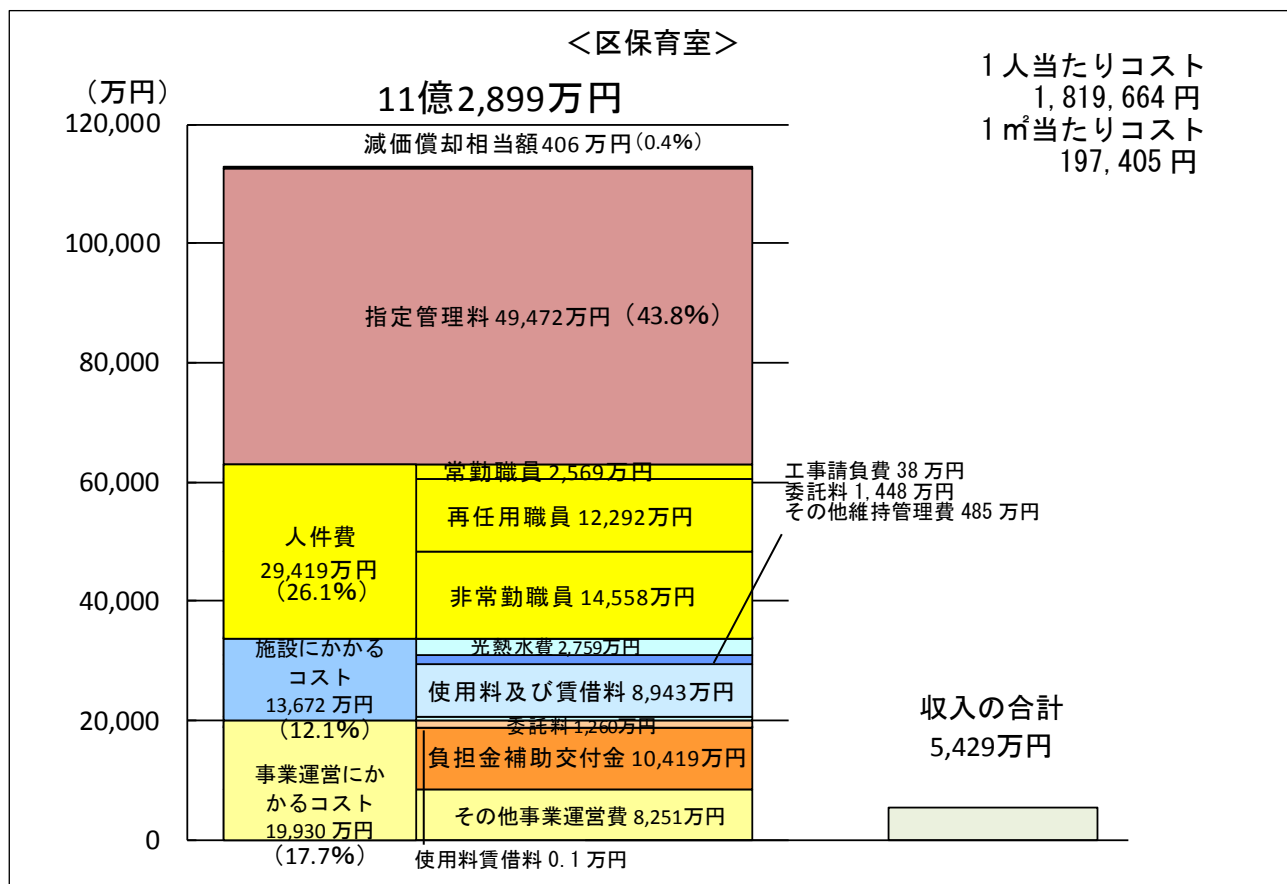 ＜区保育室＞
1人当たりコスト
1,819,664円
1㎡当たりコスト
197,405円
（万円）
11億2,899万円
120,000
100,000
80,000
60,000
40,000
20,000
0
減価償却相当額406万円(0.4%)
指定管理料 49,472万円（43.8%）
人件費
29,419万円
（26.1%）
常勤職員 2,569万円
再任用職員 12,292万円
非常勤職員 14,558万円
工事請負費 38万円
委託料 1,448万円
その他維持管理費 485万円
施設にかかる
コスト
13,672万円
（12.1%）
光熱水費 2,759万円
使用料及び賃借料 8,943万円
事業運営にか
かるコスト
19,930万円
（17.7%）
委託料 1,260万円
負担金補助交付金 10,419万円
その他事業運営費 8,251万円
使用料賃借料 0.1万円
収入の合計
5,429万円